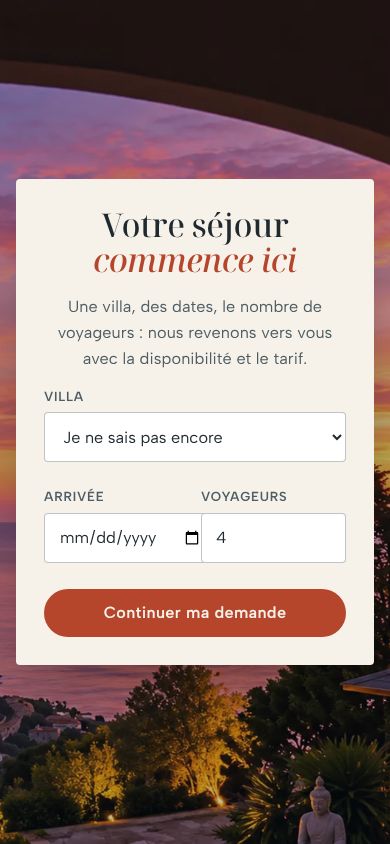 Votre séjour
commence ici
Une villa, des dates, le nombre de
voyageurs : nous revenons vers vous
avec la disponibilité et le tarif.
VILLA
Je ne sais pas encore
ARRIVÉE VOYAGEURS
mm/dd/yyyy 4
Continuer ma demande